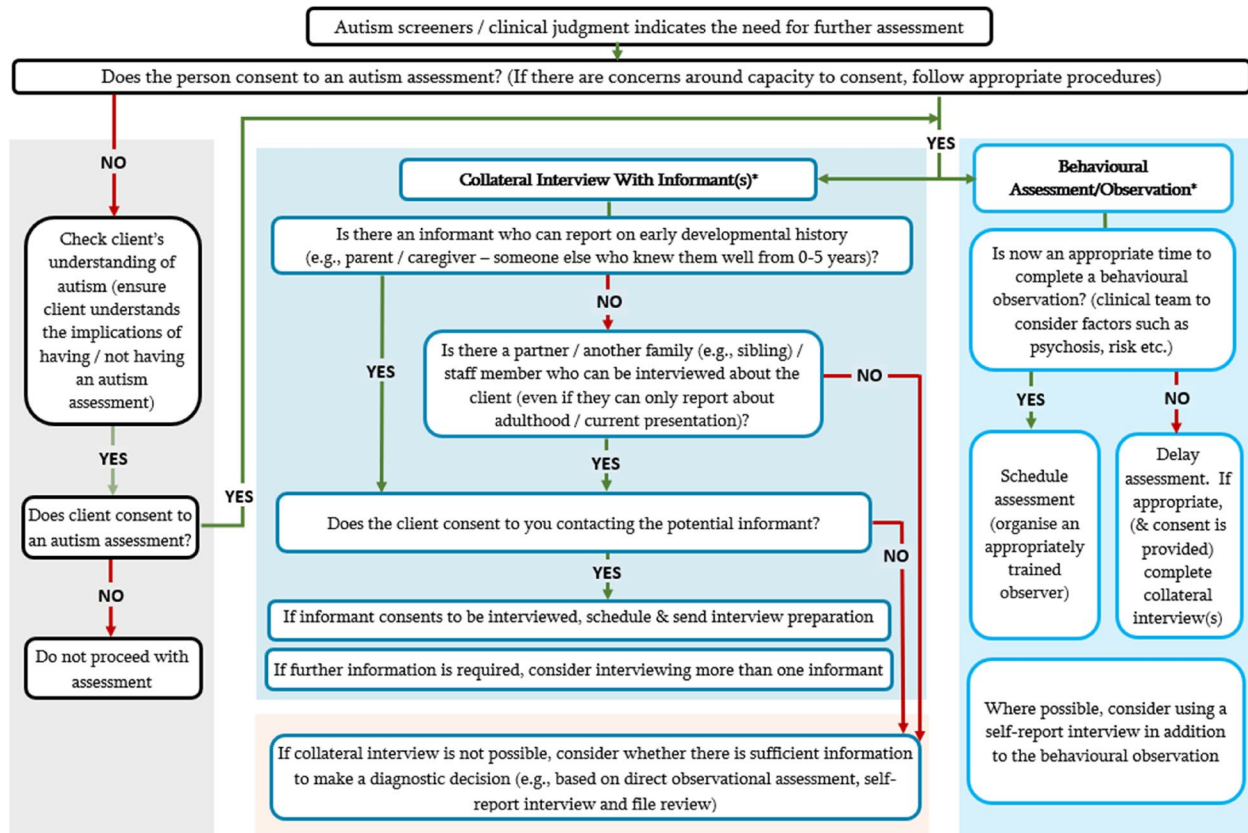 Autism screeners / clinical judgment indicates the need for further assessment
Does the person consent to an autism assessment? (If there are concerns around capacity to consent, follow appropriate procedures)
NO
YES
Check client's
understanding of
autism (ensure
client understands
the implications of
having / not having
an autism
assessment)
YES
Does client consent to
an autism assessment?
YES
NO
Do not proceed with
assessment
Collateral Interview With Informant(s)*
Is there an informant who can report on early developmental history
(e.g., parent / caregiver – someone else who knew them well from 0-5 years)?
YES
NO
Is there a partner / another family (e.g., sibling) /
staff member who can be interviewed about the
client (even if they can only report about
adulthood / current presentation)?
NO
YES
Does the client consent to you contacting the potential informant?
NO
YES
If informant consents to be interviewed, schedule & send interview preparation
If further information is required, consider interviewing more than one informant
If collateral interview is not possible, consider whether there is sufficient information
to make a diagnostic decision (e.g., based on direct observational assessment, self-
report interview and file review)
Behavioural
Assessment/Observation*
Is now an appropriate time to
complete a behavioural
observation? (clinical team to
consider factors such as
psychosis, risk etc.)
YES
NO
Schedule
assessment
(organise an
appropriately
trained
observer)
Delay
assessment. If
appropriate,
(& consent is
provided)
complete
collateral
interview(s)
Where possible, consider using a
self-report interview in addition
to the behavioural observation